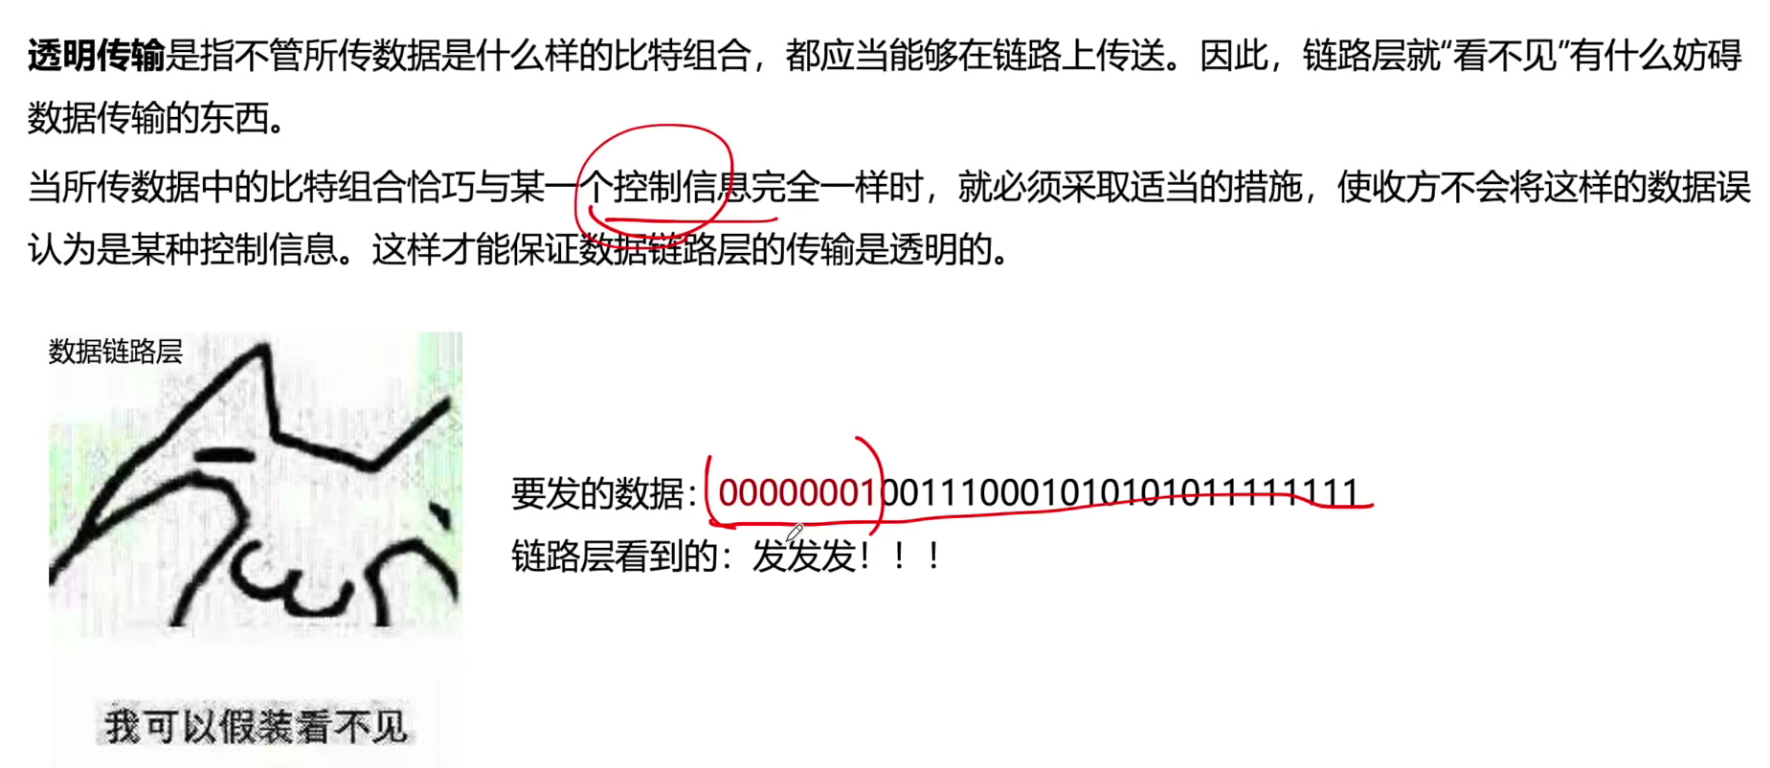 透明传输是指不管所传数据是什么样的比特组合，都应当能够在链路上传送。因此，链路层就“看不见”有什么妨碍
数据传输的东西。
当所传数据中的比特组合恰巧与某一个控制信息完全一样时，就必须采取适当的措施，使收方不会将这样的数据误
认为是某种控制信息。这样才能保证数据链路层的传输是透明的。
数据链路层
要发的数据：0000000100111000101010101011111111
链路层看到的：发发发！！！
我可以假装看不见